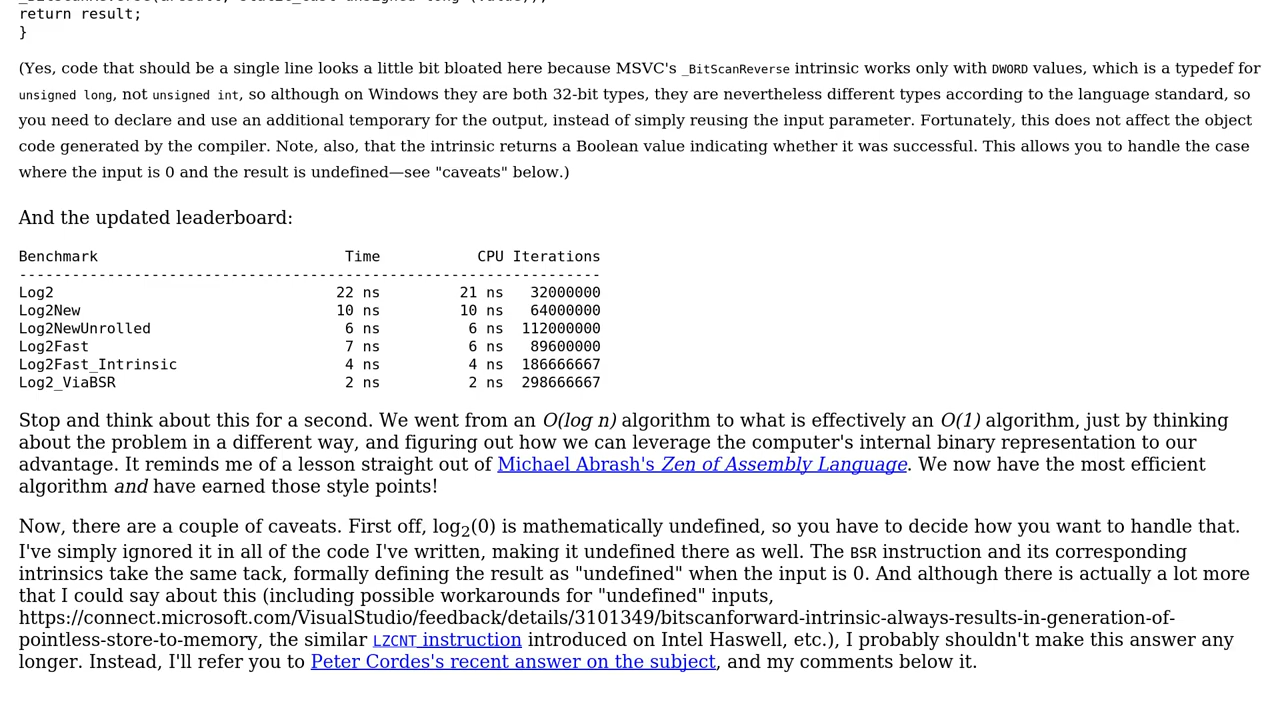 return result;
}
(Yes, code that should be a single line looks a little bit bloated here because MSVC's _BitScanReverse intrinsic works only with DWORD values, which is a typedef for
unsigned long, not unsigned int, so although on Windows they are both 32-bit types, they are nevertheless different types according to the language standard, so
you need to declare and use an additional temporary for the output, instead of simply reusing the input parameter. Fortunately, this does not affect the object
code generated by the compiler. Note, also, that the intrinsic returns a Boolean value indicating whether it was successful. This allows you to handle the case
where the input is 0 and the result is undefined—see "caveats" below.)
And the updated leaderboard:
Benchmark Time CPU Iterations
------------------------------------------------------------------
Log2 22 ns 21 ns 32000000
Log2New 10 ns 10 ns 64000000
Log2NewUnrolled 6 ns 6 ns 112000000
Log2Fast 7 ns 6 ns 89600000
Log2Fast_Intrinsic 4 ns 4 ns 186666667
Log2_ViaBSR 2 ns 2 ns 298666667
Stop and think about this for a second. We went from an O(log n) algorithm to what is effectively an O(1) algorithm, just by thinking
about the problem in a different way, and figuring out how we can leverage the computer's internal binary representation to our
advantage. It reminds me of a lesson straight out of Michael Abrash's Zen of Assembly Language. We now have the most efficient
algorithm and have earned those style points!
Now, there are a couple of caveats. First off, log2(0) is mathematically undefined, so you have to decide how you want to handle that.
I've simply ignored it in all of the code I've written, making it undefined there as well. The BSR instruction and its corresponding
intrinsics take the same tack, formally defining the result as "undefined" when the input is 0. And although there is actually a lot more
that I could say about this (including possible workarounds for "undefined" inputs,
https://connect.microsoft.com/VisualStudio/feedback/details/3101349/bitscanforward-intrinsic-always-results-in-generation-of-
pointless-store-to-memory, the similar LZCNT instruction introduced on Intel Haswell, etc.), I probably shouldn't make this answer any
longer. Instead, I'll refer you to Peter Cordes's recent answer on the subject, and my comments below it.